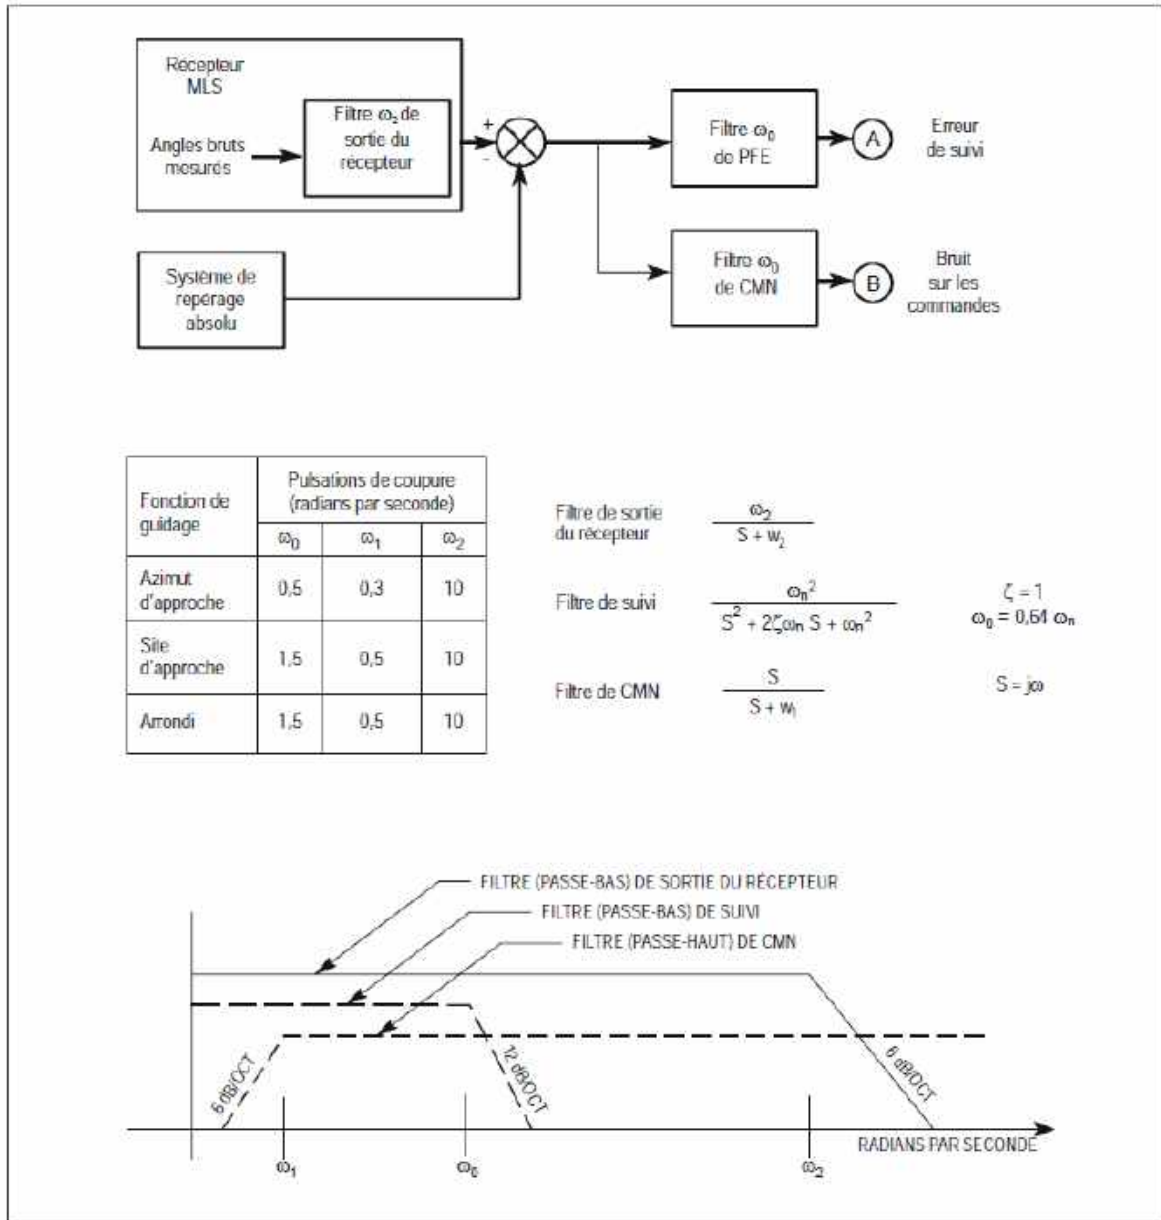 Récepteur
MLS
Angles bruts
mesurés
Filtre ω₂ de
sortie du
récepteur
+
-
Système de
repérage
absolu
Filtre ω₀
de PFE
A
Erreur
de suivi
Filtre ω₀
de CMN
B
Bruit
sur les
commandes
Fonction de
guidage
Pulsations de coupure
(radians par seconde)
ω₀ ω₁ ω₂
Azimut
d'approche
0,5 0,3 10
Site
d'approche
1,5 0,5 10
Arrondi 1,5 0,5 10
Filtre de sortie
du récepteur
ω₂
S + w₂
Filtre de suivi
ωₙ²
S² + 2ζωₙ S + ωₙ²
ζ = 1
ω₀ = 0,64 ωₙ
Filtre de CMN
S
S + w₁
S = jω
FILTRE (PASSE-BAS) DE SORTIE DU RÉCEPTEUR
FILTRE (PASSE-BAS) DE SUIVI
FILTRE (PASSE-HAUT) DE CMN
6 dB/OCT
12 dB/OCT
6 dB/OCT
RADIANS PAR SECONDE
ω₁
ω₀
ω₂